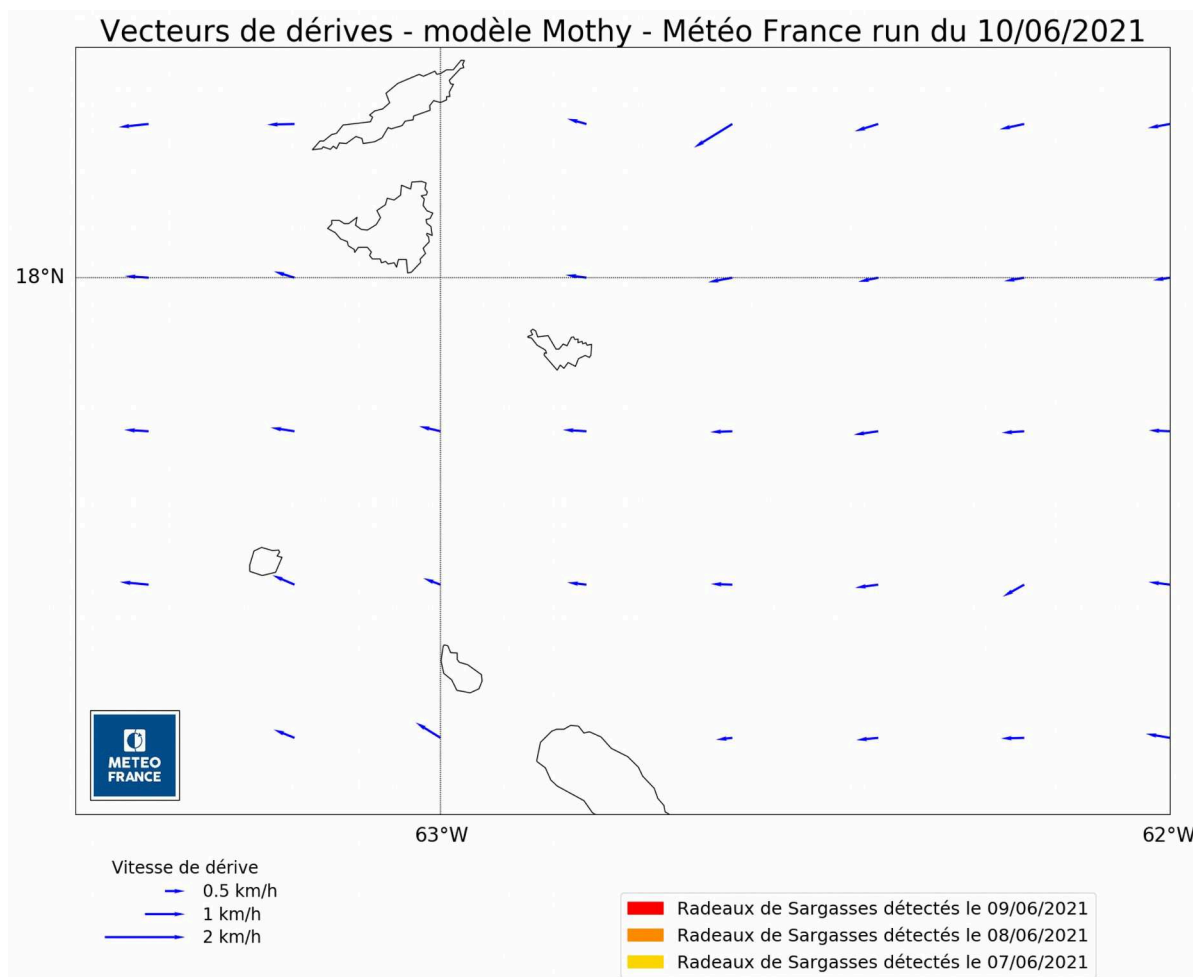 Vecteurs de dérives - modèle Mothy - Météo France run du 10/06/2021
18°N
METEO
FRANCE
63°W
62°W
Vitesse de dérive
0.5 km/h
1 km/h
2 km/h
Radeaux de Sargasses détectés le 09/06/2021
Radeaux de Sargasses détectés le 08/06/2021
Radeaux de Sargasses détectés le 07/06/2021